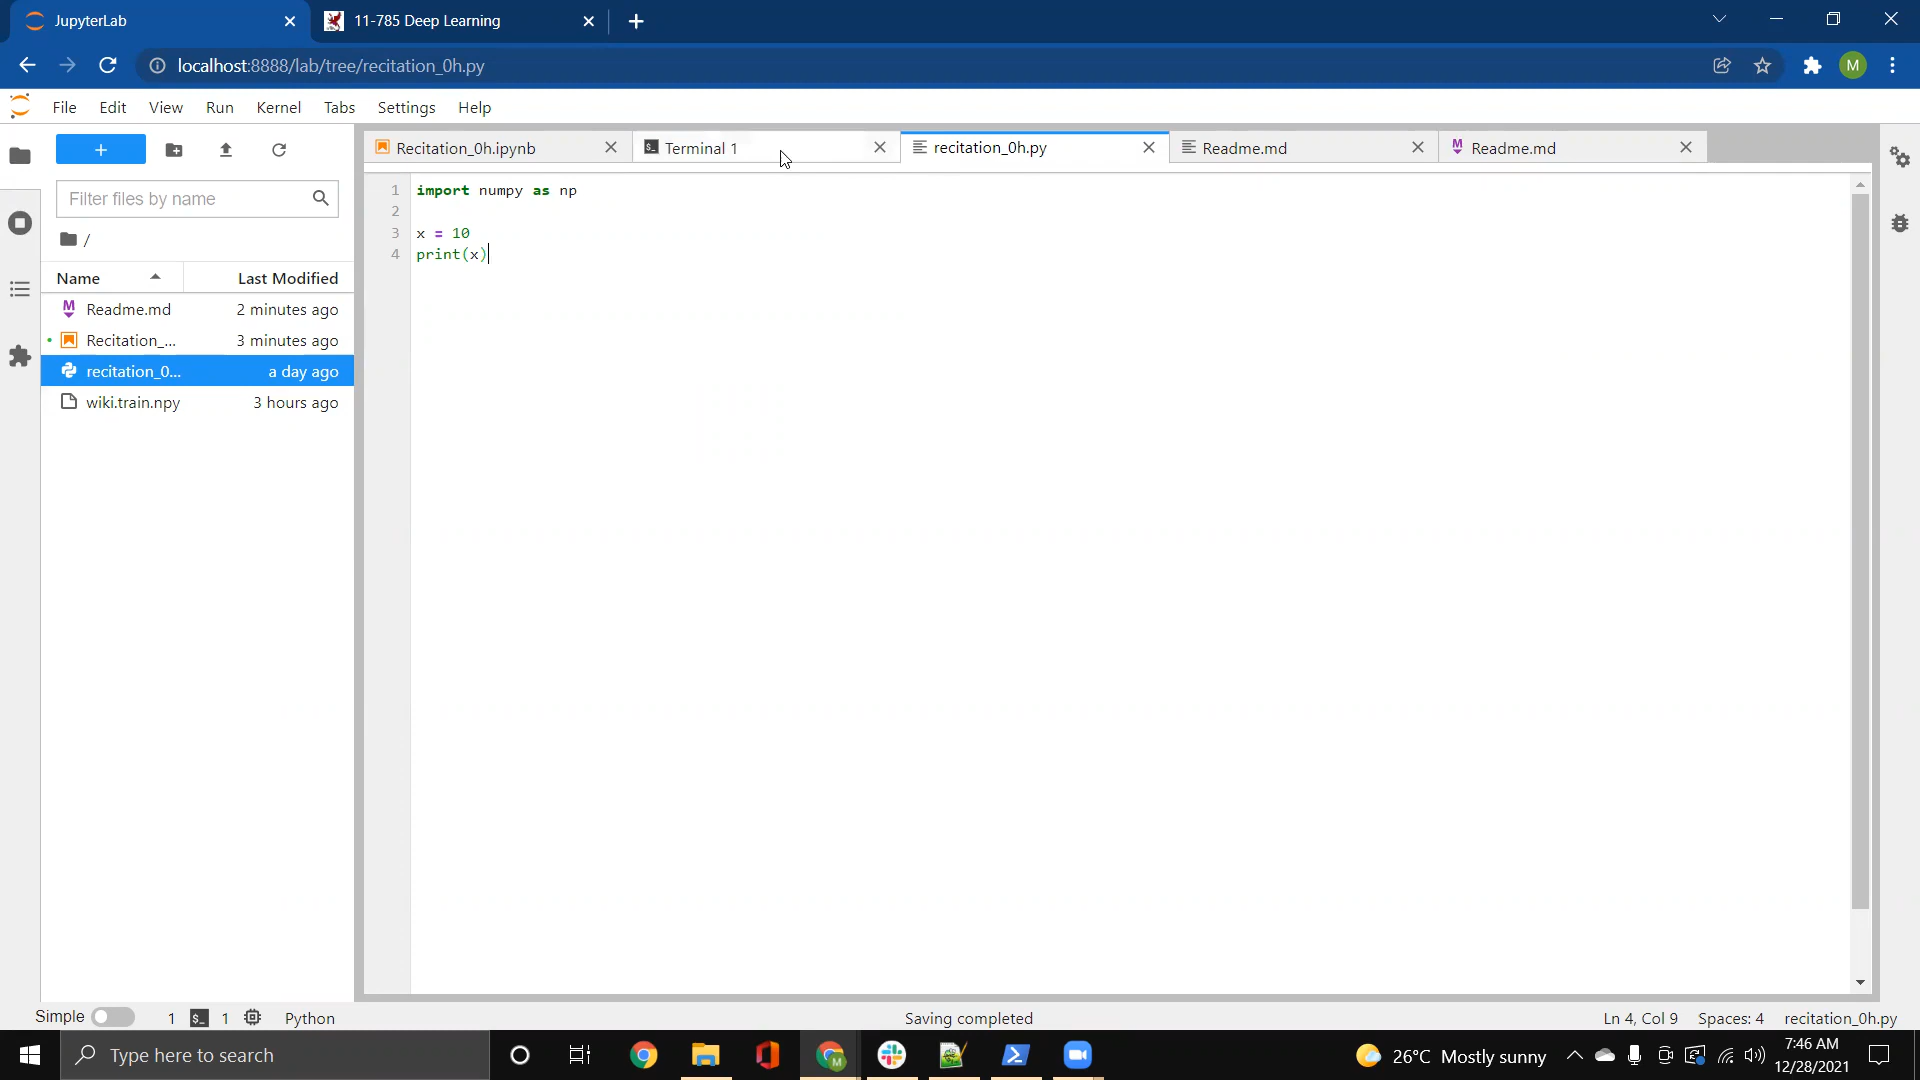 JupyterLab
11-785 Deep Learning
localhost:8888/lab/tree/recitation_0h.py
M
File Edit View Run Kernel Tabs Settings Help
Recitation_0h.ipynb
Terminal 1
recitation_0h.py
Readme.md
Readme.md
Filter files by name
/
Name Last Modified
Readme.md 2 minutes ago
Recitation_... 3 minutes ago
recitation_0... a day ago
wiki.train.npy 3 hours ago
1 import numpy as np
2
3 x = 10
4 print(x)
Simple 1 $_ 1 Python
Saving completed
Ln 4, Col 9 Spaces: 4 recitation_0h.py
Type here to search
26°C Mostly sunny
7:46 AM
12/28/2021